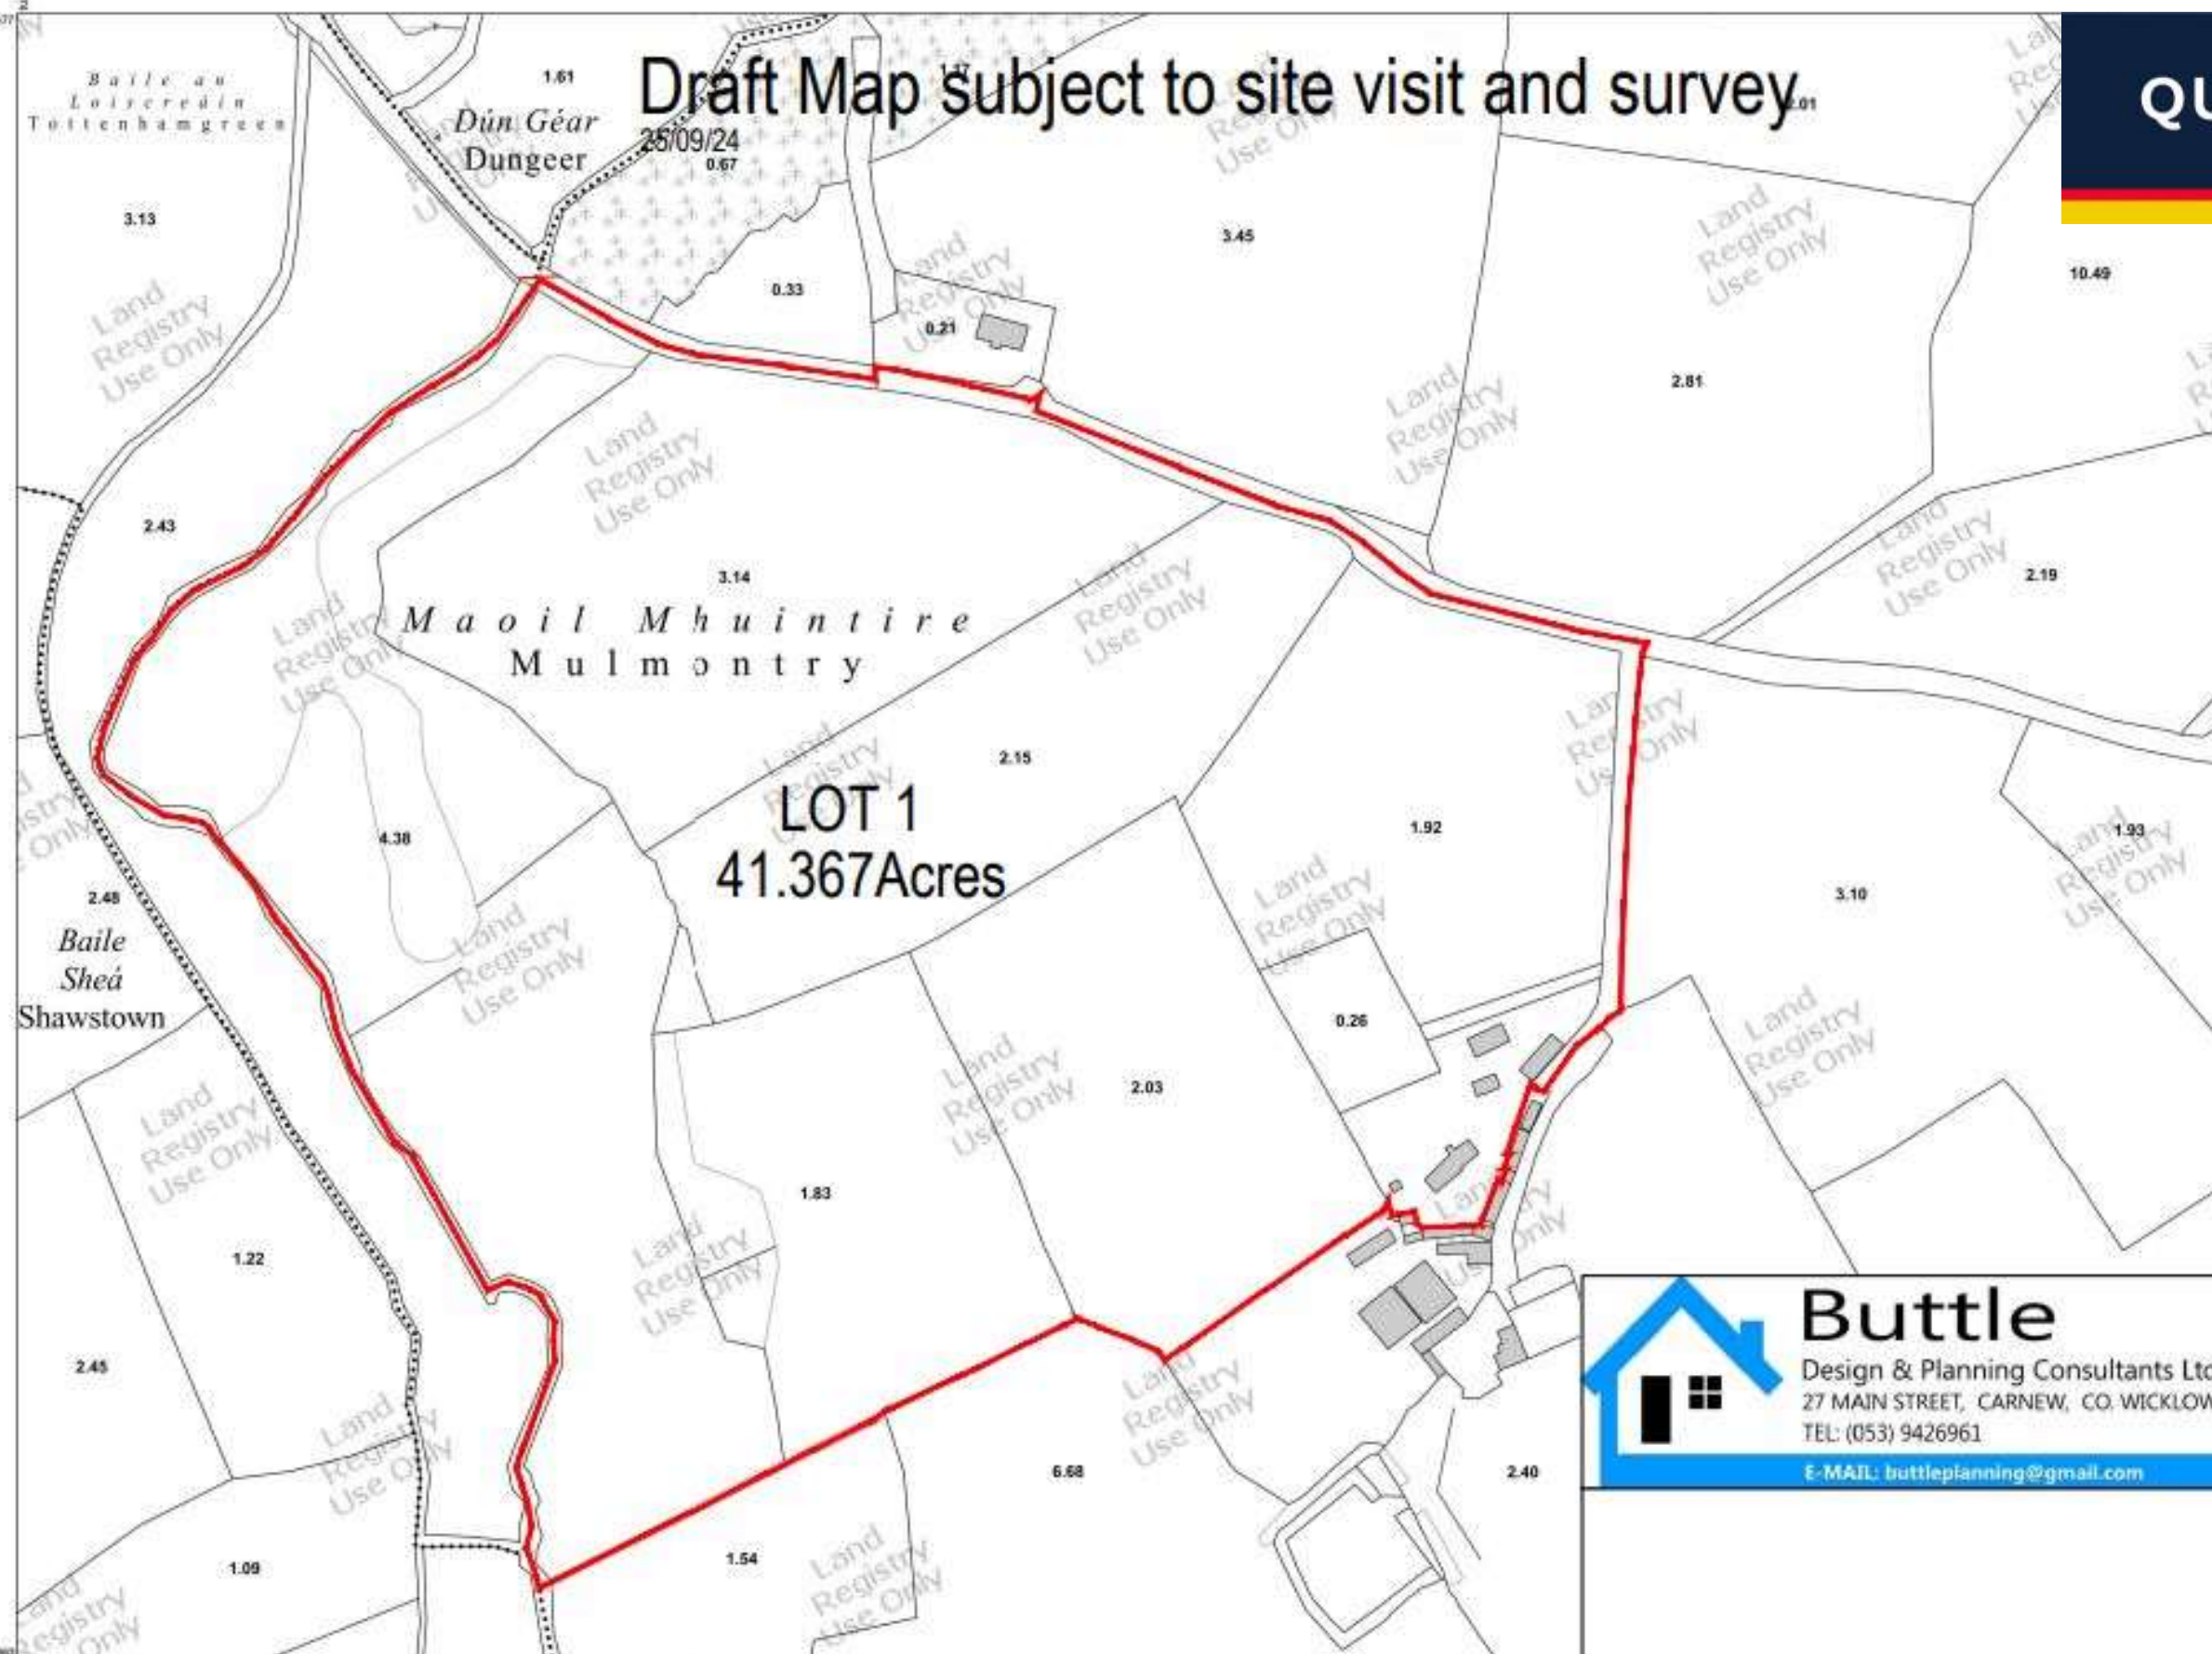 Draft Map subject to site visit and survey
25/09/24
QU
Baile an
Loiscreáin
Tottenhamgreen
1.61
Dún Géar
Dungeer
0.67
3.13
0.33
3.45
0.21
10.49
2.81
2.43
2.19
3.14
Maoil Mhuintire
Mulmontry
2.15
LOT 1
41.367Acres
4.38
1.92
1.93
2.48
3.10
Baile
Sheá
Shawstown
0.26
2.03
1.83
1.22
2.45
6.68
2.40
1.54
1.09
Land
Registry
Use Only
Buttle
Design & Planning Consultants Ltd
27 MAIN STREET, CARNEW, CO. WICKLOW
TEL: (053) 9426961
E-MAIL: buttleplanning@gmail.com